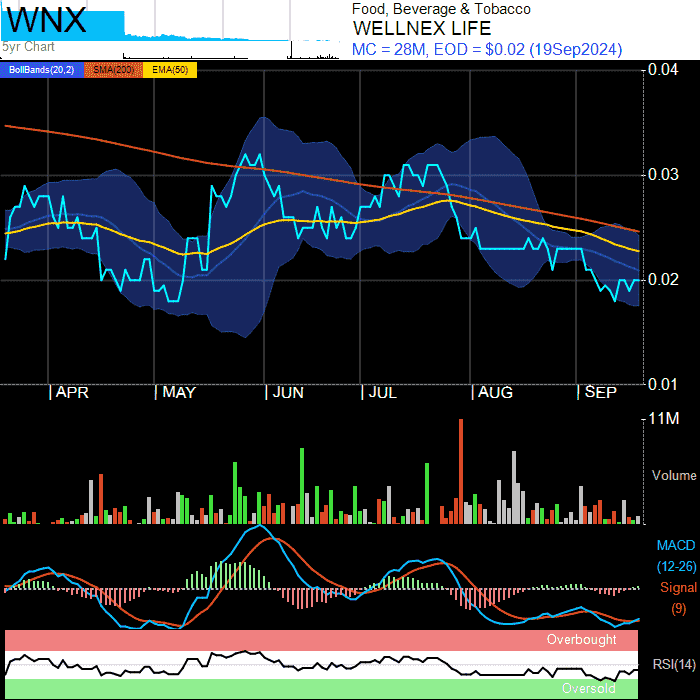 WNX
5yr Chart
Food, Beverage & Tobacco
WELLNEX LIFE
MC = 28M, EOD = $0.02 (19Sep2024)
BollBands(20,2) SMA(200) EMA(50)
0.04
0.03
0.02
0.01
APR MAY JUN JUL AUG SEP
11M
Volume
MACD
(12-26)
Signal
(9)
Overbought
RSI(14)
Oversold